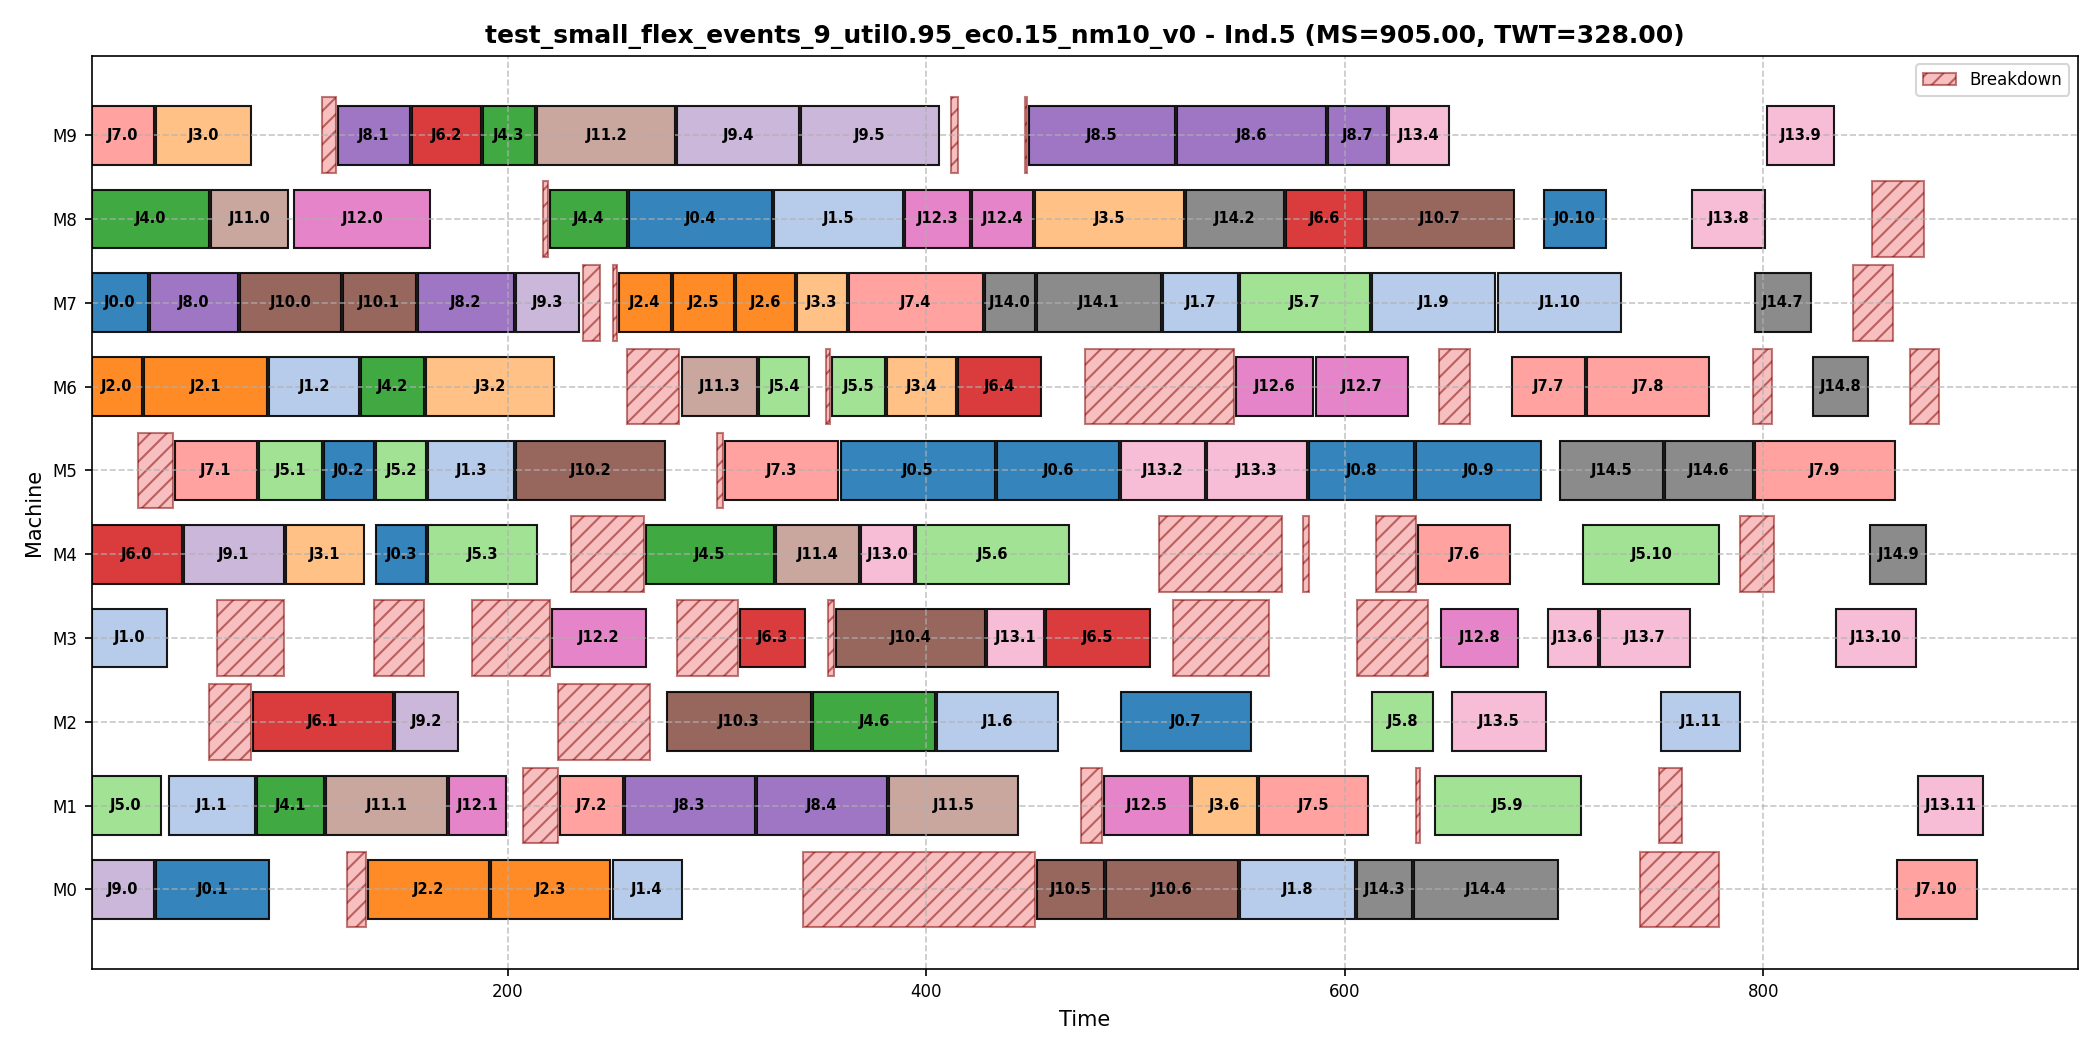 test_small_flex_events_9_util0.95_ec0.15_nm10_v0 - Ind.5 (MS=905.00, TWT=328.00)
Breakdown
M9 J7.0 J3.0 J8.1 J6.2 J4.3 J11.2 J9.4 J9.5 J8.5 J8.6 J8.7 J13.4 J13.9
M8 J4.0 J11.0 J12.0 J4.4 J0.4 J1.5 J12.3 J12.4 J3.5 J14.2 J6.6 J10.7 J0.10 J13.8
M7 J0.0 J8.0 J10.0 J10.1 J8.2 J9.3 J2.4 J2.5 J2.6 J3.3 J7.4 J14.0 J14.1 J1.7 J5.7 J1.9 J1.10 J14.7
M6 J2.0 J2.1 J1.2 J4.2 J3.2 J11.3 J5.4 J5.5 J3.4 J6.4 J12.6 J12.7 J7.7 J7.8 J14.8
M5 J7.1 J5.1 J0.2 J5.2 J1.3 J10.2 J7.3 J0.5 J0.6 J13.2 J13.3 J0.8 J0.9 J14.5 J14.6 J7.9
M4 J6.0 J9.1 J3.1 J0.3 J5.3 J4.5 J11.4 J13.0 J5.6 J7.6 J5.10 J14.9
M3 J1.0 J12.2 J6.3 J10.4 J13.1 J6.5 J12.8 J13.6 J13.7 J13.10
M2 J6.1 J9.2 J10.3 J4.6 J1.6 J0.7 J5.8 J13.5 J1.11
M1 J5.0 J1.1 J4.1 J11.1 J12.1 J7.2 J8.3 J8.4 J11.5 J12.5 J3.6 J7.5 J5.9 J13.11
M0 J9.0 J0.1 J2.2 J2.3 J1.4 J10.5 J10.6 J1.8 J14.3 J14.4 J7.10
Machine
200 400 600 800
Time